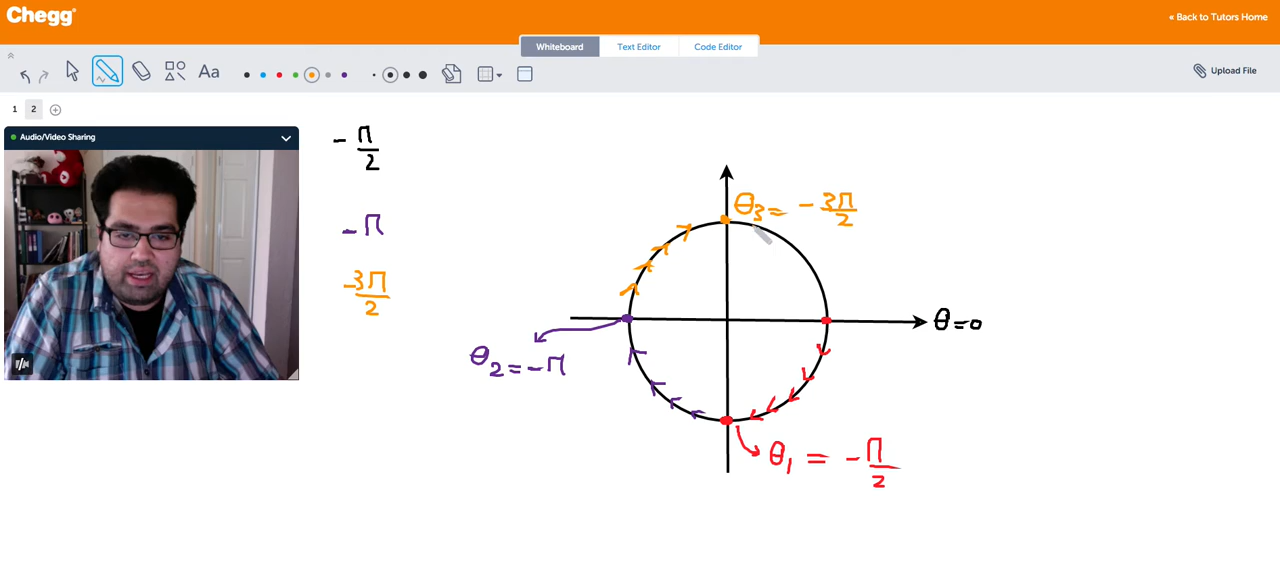 Chegg®
« Back to Tutors Home
Whiteboard
Text Editor
Code Editor
Aa
Upload File
1 2
Audio/Video Sharing
-π/2
-π
-3π/2
θ3 = -3π/2
θ=0
θ2 = -π
θ1 = -π/2